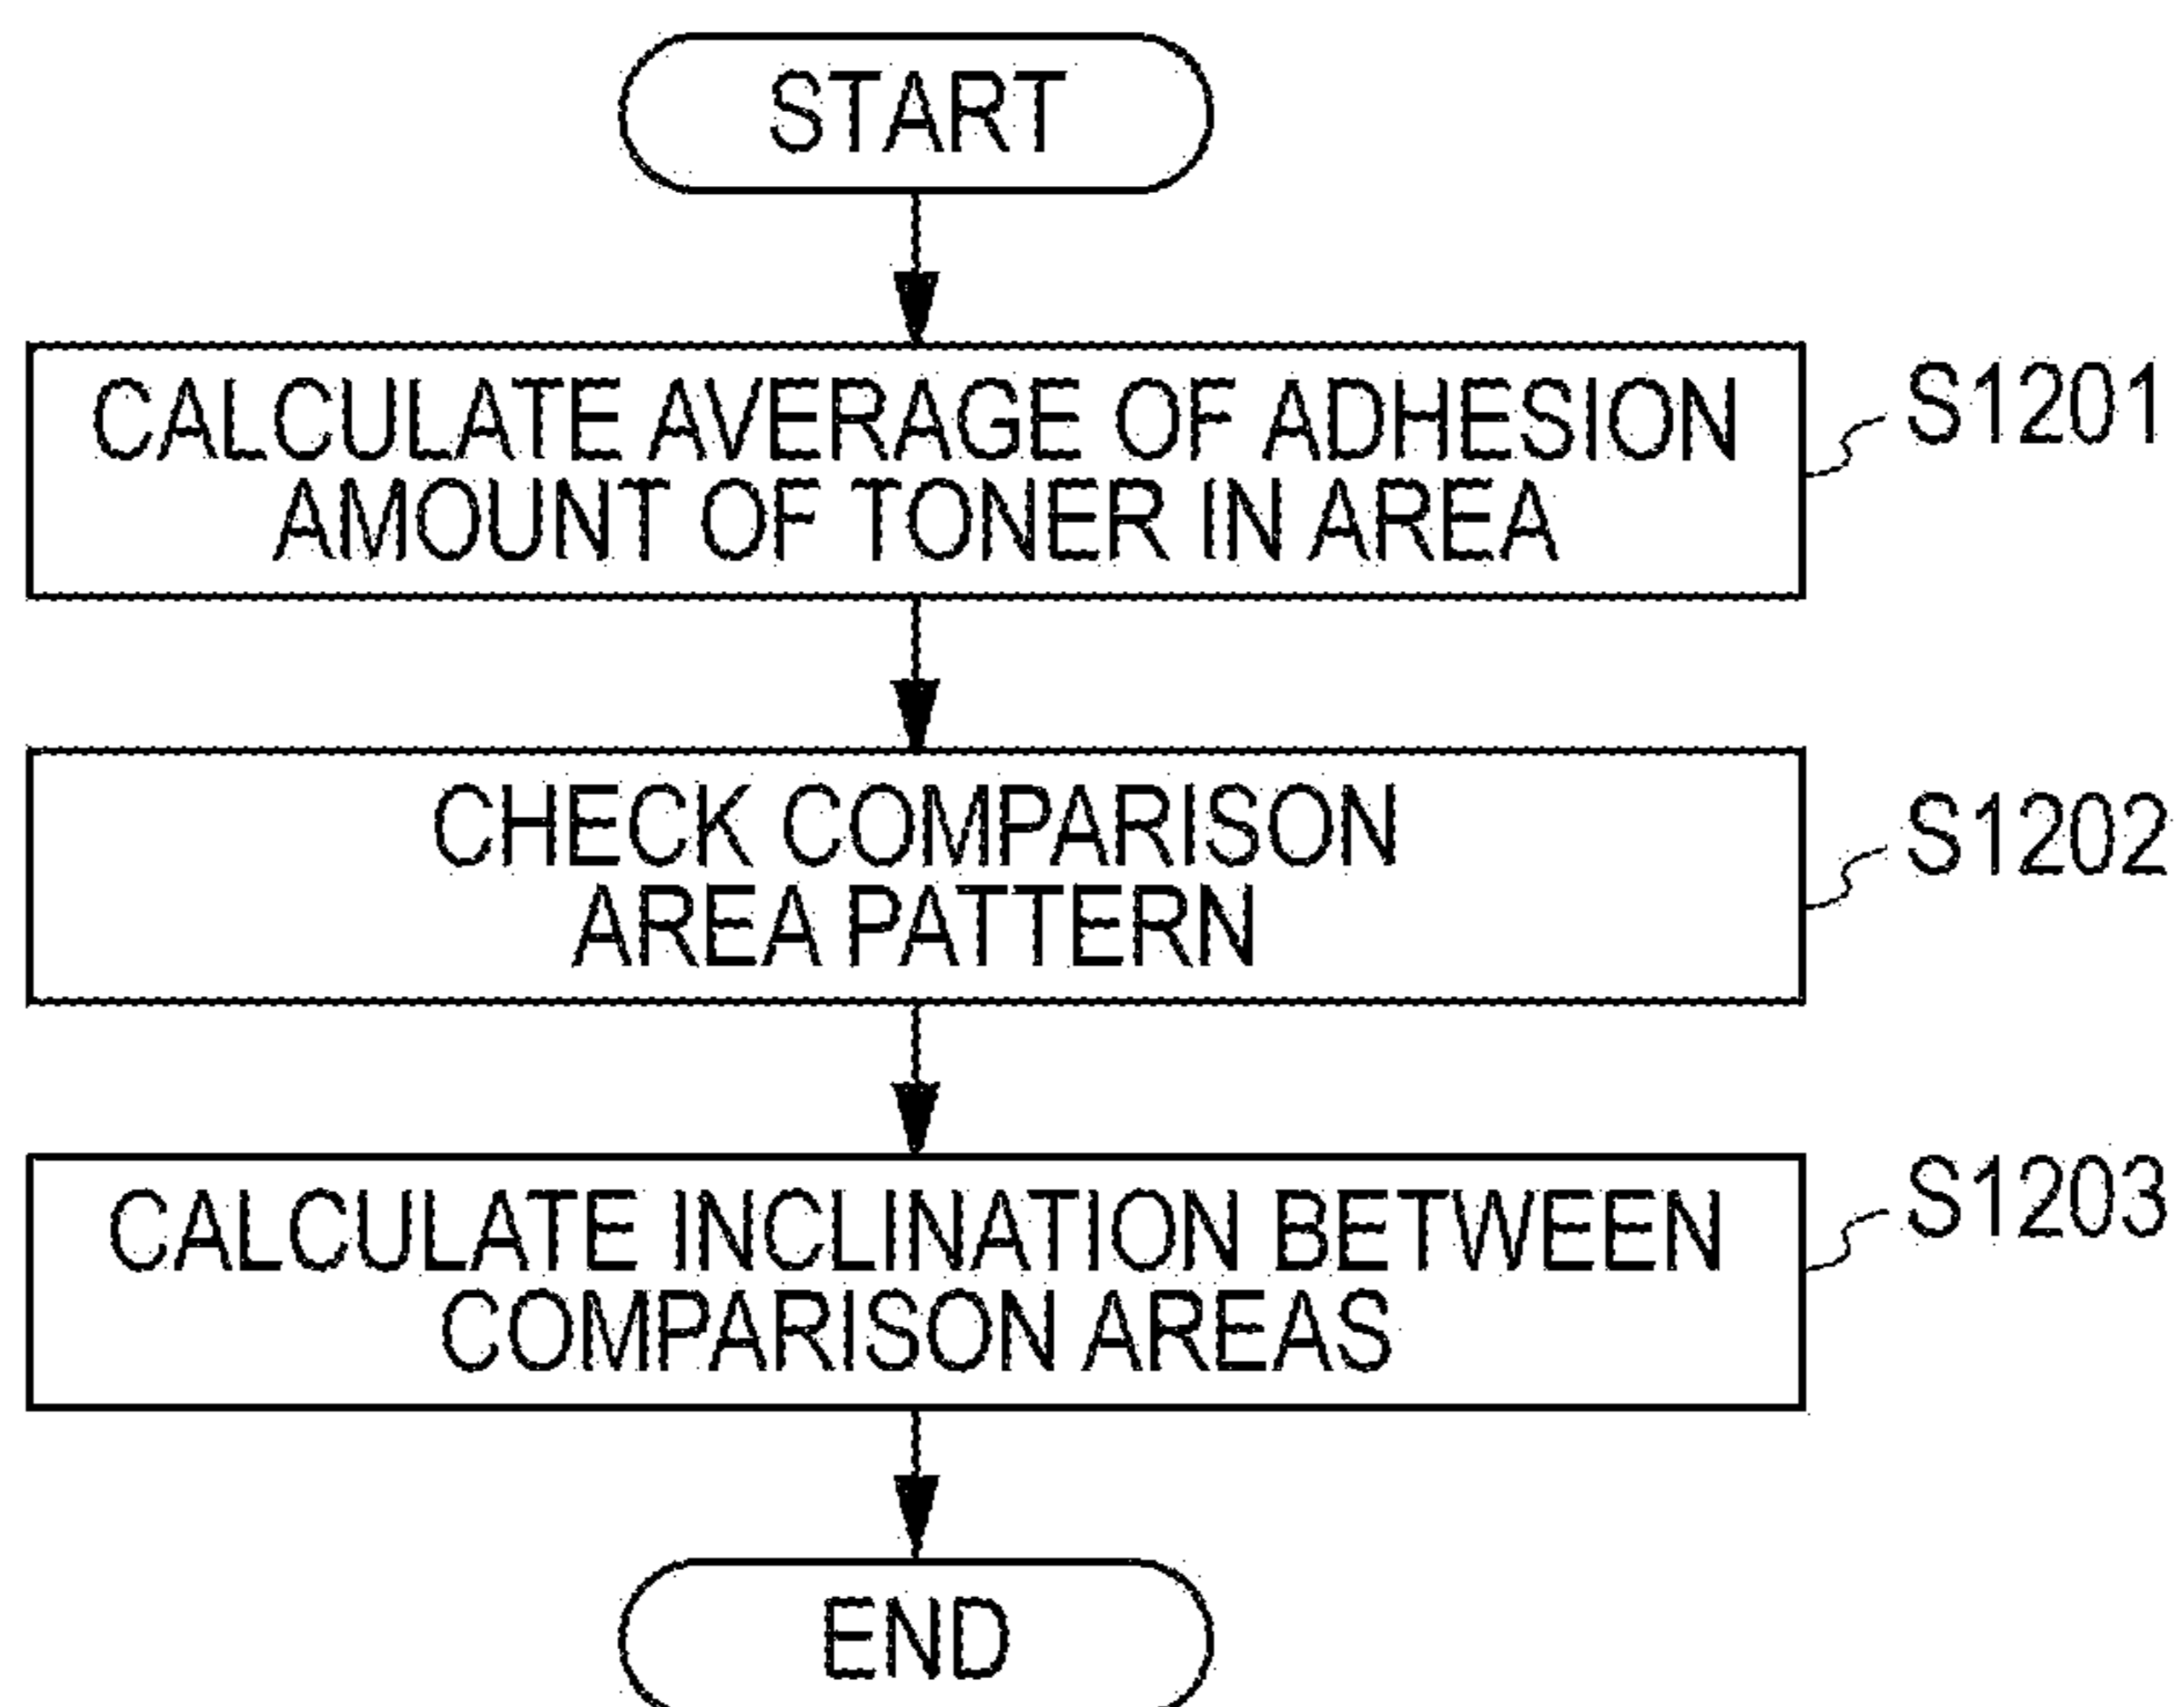 START
CALCULATE AVERAGE OF ADHESION
AMOUNT OF TONER IN AREA
S1201
CHECK COMPARISON
AREA PATTERN
S1202
CALCULATE INCLINATION BETWEEN
COMPARISON AREAS
S1203
END